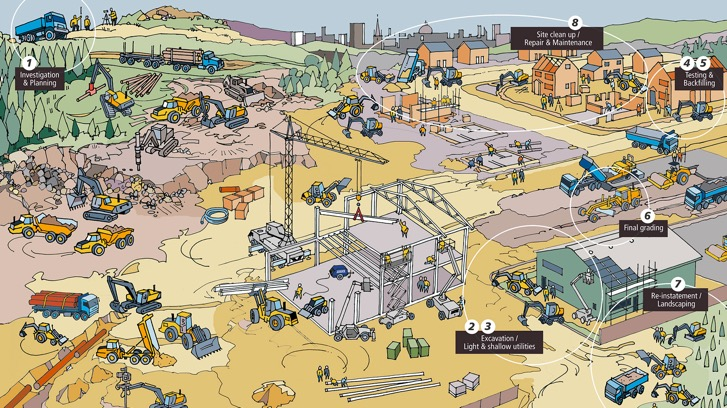 1
Investigation
& Planning
8
Site clean up /
Repair & Maintenance
4 5
Testing &
Backfilling
6
Final grading
7
Re-instatement /
Landscaping
2 3
Excavation /
Light & shallow utilities